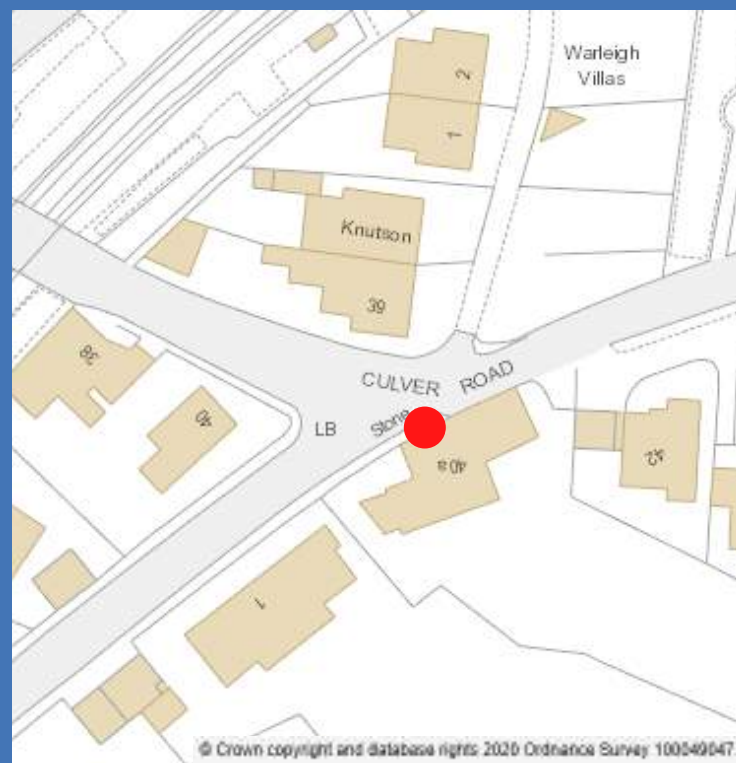 Warleigh
Villas
2
1
Knutson
39
38
CULVER ROAD
40
LB
Stone
40a
42
1
© Crown copyright and database rights 2020 Ordnance Survey 100049047